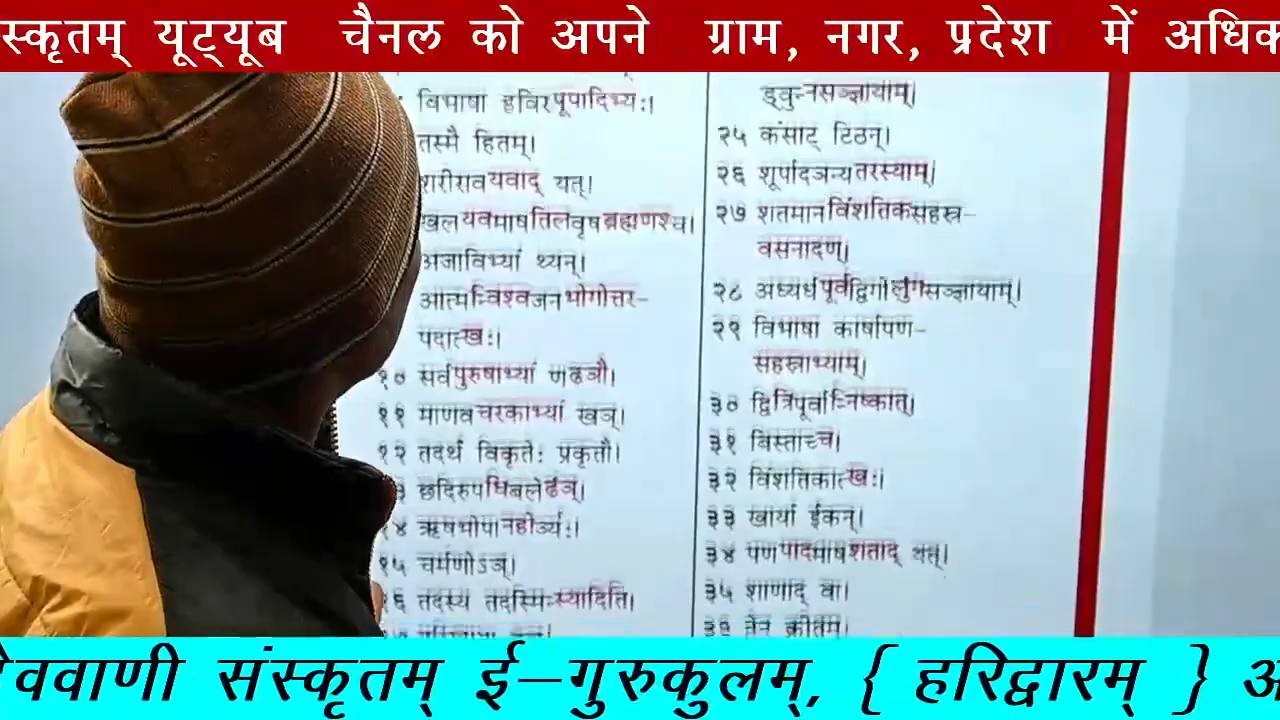 स्कृतम् यूट्यूब चैनल को अपने ग्राम, नगर, प्रदेश में अधिक
विभाषा हविरपूपादिभ्यः।
तस्मै हितम्।
शरीरावयवाद् यत्।
खलयवमाषतिलवृषब्रह्मणश्च।
अजाविभ्यां थ्यन्।
आत्मन्विश्वजनभोगोत्तर-
पदात्खः।
१० सर्वपुरुषाभ्यां णढञौ।
११ माणवचरकाभ्यां खञ्।
१२ तदर्थं विकृतेः प्रकृतौ।
३ छदिरुपधिबलेर्ढञ्।
१४ ऋषभोपानहोर्ञ्यः।
१५ चर्मणोऽञ्।
१६ तदस्य तदस्मिन्स्यादिति।
ड्वुन्नसञ्ज्ञायाम्।
२५ कंसाट् टिठन्।
२६ शूर्पादञन्यतरस्याम्।
२७ शतमानविंशतिकसहस्र-
वसनादण्।
२८ अध्यर्धपूर्वद्विगोर्लुगसञ्ज्ञायाम्।
२९ विभाषा कार्षापण-
सहस्राभ्याम्।
३० द्वित्रिपूर्वान्निष्कात्।
३१ बिस्ताच्च।
३२ विंशतिकात्खः।
३३ खार्या ईकन्।
३४ पणपादमाषशताद् यत्।
३५ शाणाद् वा।
३६ तेन क्रीतम्।
देववाणी संस्कृतम् ई-गुरुकुलम्, { हरिद्वारम् } अ